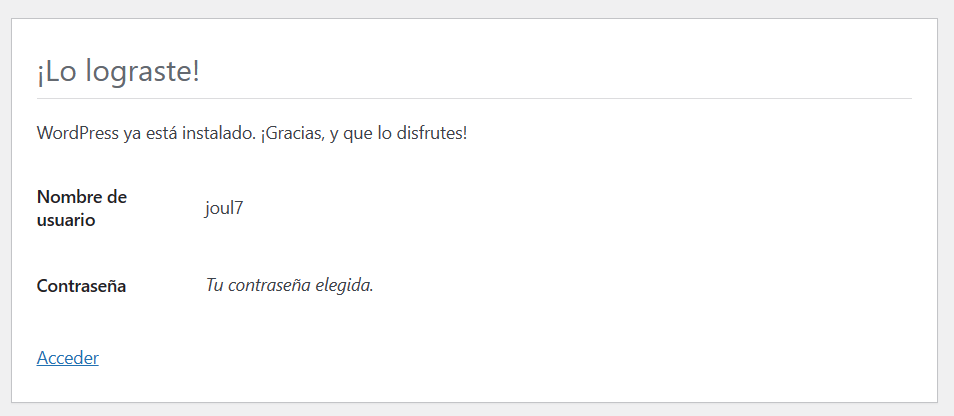 ¡Lo lograste!
WordPress ya está instalado. ¡Gracias, y que lo disfrutes!
Nombre de
usuario
joul7
Contraseña
Tu contraseña elegida.
Acceder